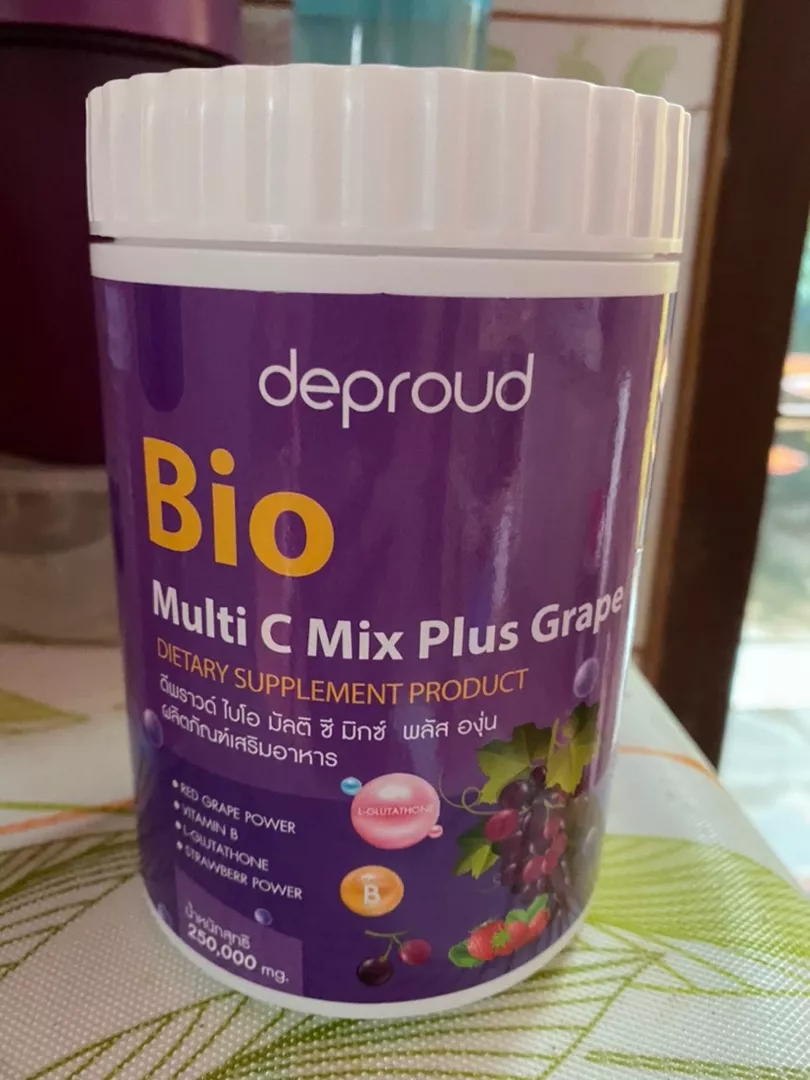 deproud
Bio
Multi C Mix Plus Grape
DIETARY SUPPLEMENT PRODUCT
ดีพราวด์ ไบโอ มัลติ ซี มิกซ์ พลัส องุ่น
ผลิตภัณฑ์เสริมอาหาร
• RED GRAPE POWER
• VITAMIN B
• L-GLUTATHONE
• STRAWBERR POWER
L-GLUTATHONE
B
น้ำหนักสุทธิ
250,000 mg.